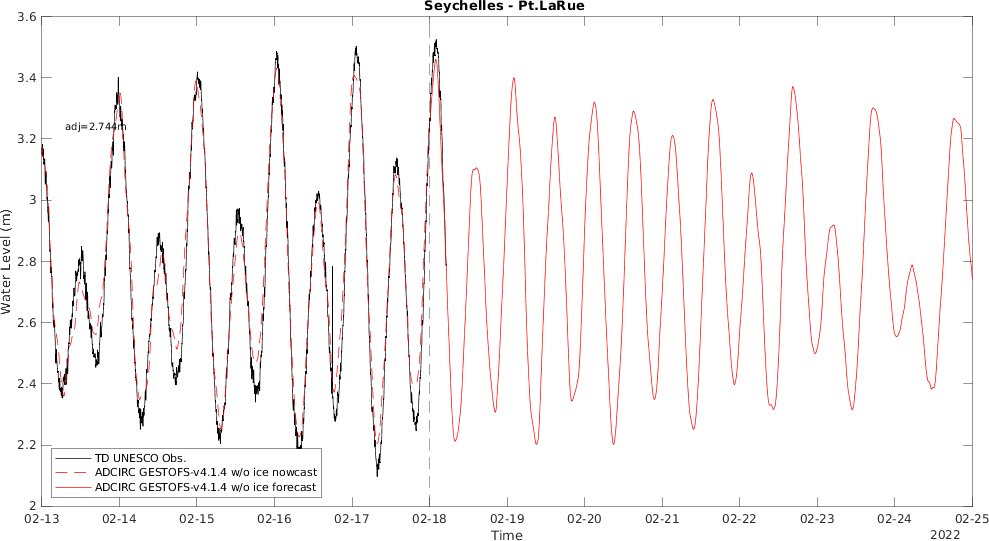 Seychelles - Pt.LaRue
3.6
3.4
3.2
3
2.8
2.6
2.4
2.2
2
Water Level (m)
adj=2.744m
TD UNESCO Obs.
ADCIRC GESTOFS-v4.1.4 w/o ice nowcast
ADCIRC GESTOFS-v4.1.4 w/o ice forecast
02-13 02-14 02-15 02-16 02-17 02-18 02-19 02-20 02-21 02-22 02-23 02-24 02-25
Time
2022